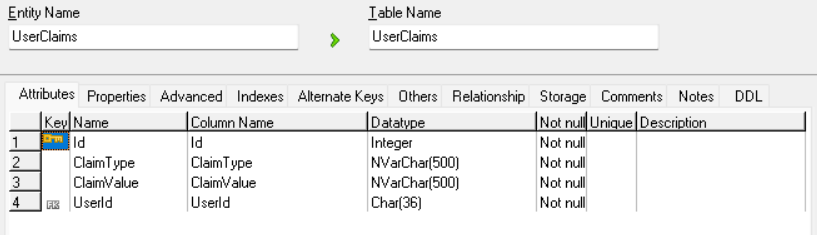 Entity Name Table Name
UserClaims UserClaims
Attributes Properties Advanced Indexes Alternate Keys Others Relationship Storage Comments Notes DDL
Key Name Column Name Datatype Not null Unique Description
1 Id Id Integer Not null
2 ClaimType ClaimType NVarChar(500) Not null
3 ClaimValue ClaimValue NVarChar(500) Not null
4 FK UserId UserId Char(36) Not null